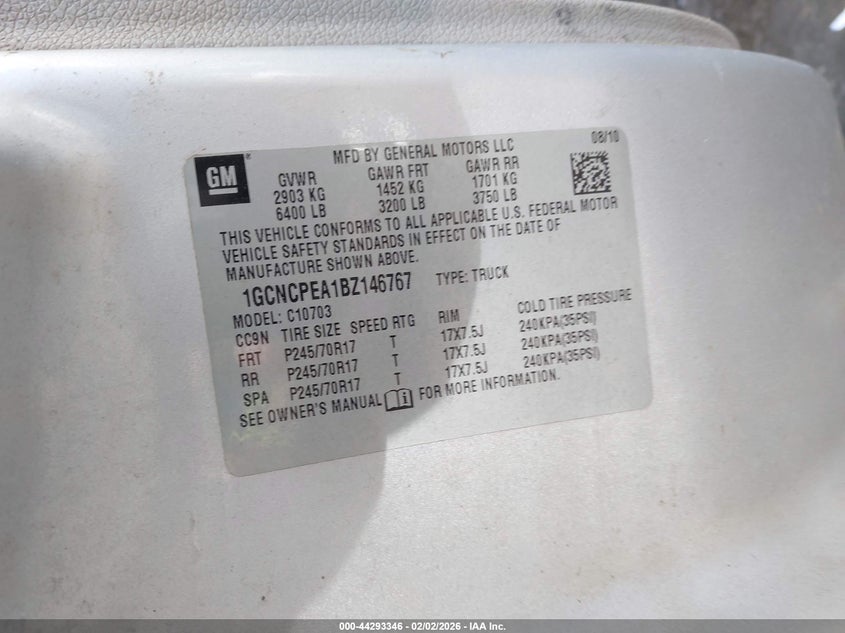 GM
®
MFD BY GENERAL MOTORS LLC 08/10
GVWR GAWR FRT GAWR RR
2903 KG 1452 KG 1701 KG
6400 LB 3200 LB 3750 LB
THIS VEHICLE CONFORMS TO ALL APPLICABLE U.S. FEDERAL MOTOR
VEHICLE SAFETY STANDARDS IN EFFECT ON THE DATE OF
MANUFACTURE SHOWN ABOVE.
1GCNCPEA1BZ146767 TYPE: TRUCK
MODEL: C10703
CC9N TIRE SIZE SPEED RTG RIM COLD TIRE PRESSURE
FRT P245/70R17 T 17X7.5J 240KPA(35PSI)
RR P245/70R17 T 17X7.5J 240KPA(35PSI)
SPA P245/70R17 T 17X7.5J 240KPA(35PSI)
SEE OWNER'S MANUAL FOR MORE INFORMATION.
000-44293346 - 02/02/2026 - IAA Inc.